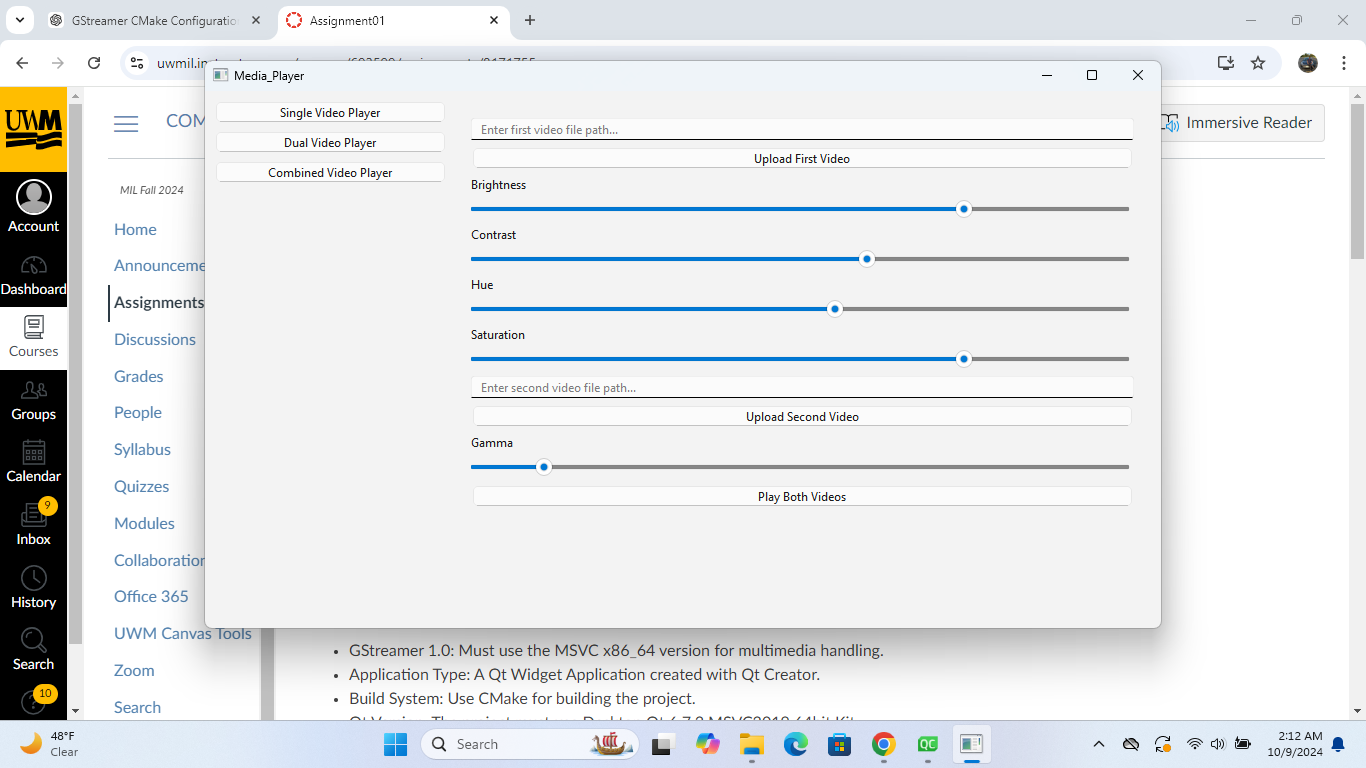 GStreamer CMake Configuratio
Assignment01
Media_Player
Single Video Player
Dual Video Player
Combined Video Player
Enter first video file path...
Upload First Video
Brightness
Contrast
Hue
Saturation
Enter second video file path...
Upload Second Video
Gamma
Play Both Videos
Immersive Reader
UWM
Account
Dashboard
Courses
Groups
Calendar
9
Inbox
History
Search
10
COM
MIL Fall 2024
Home
Announceme
Assignments
Discussions
Grades
People
Syllabus
Quizzes
Modules
Collaboration
Office 365
UWM Canvas Tools
Zoom
Search
GStreamer 1.0: Must use the MSVC x86_64 version for multimedia handling.
Application Type: A Qt Widget Application created with Qt Creator.
Build System: Use CMake for building the project.
48°F
Clear
Search
QC
2:12 AM
10/9/2024